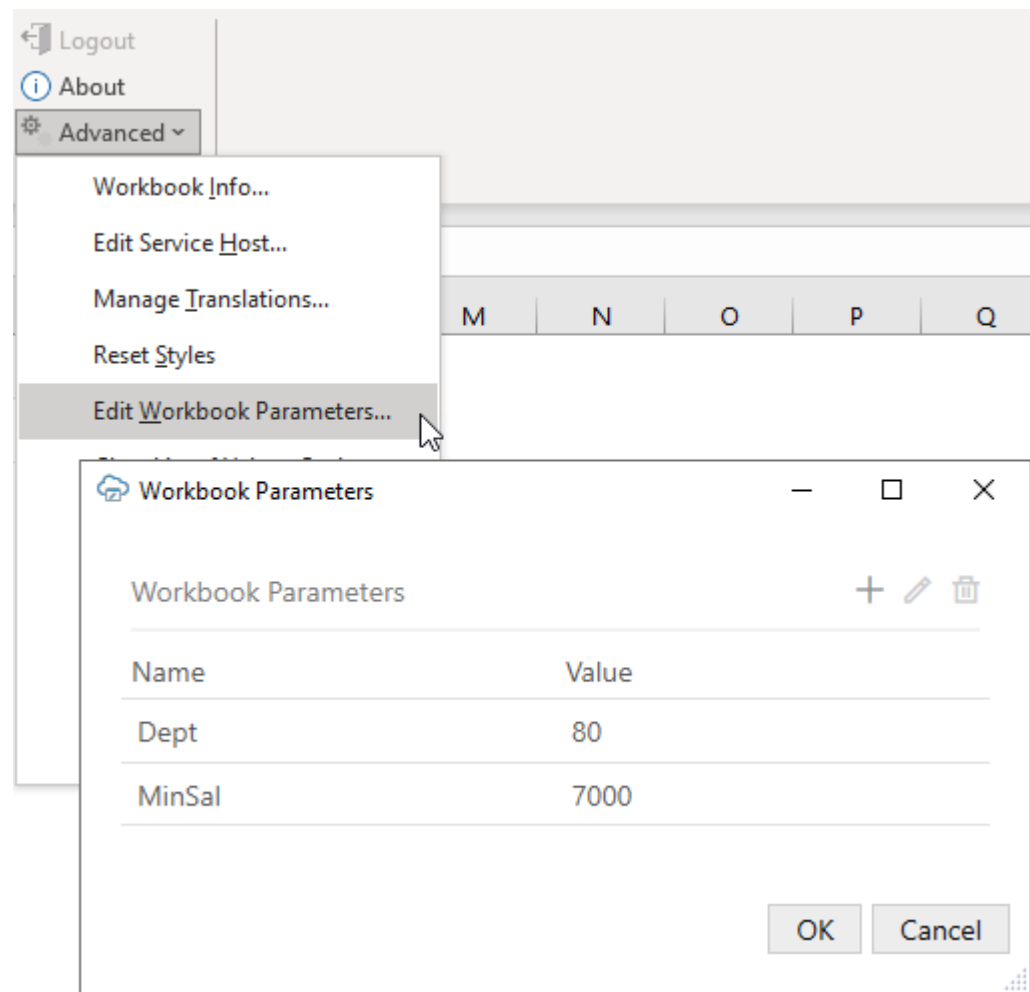 Logout
About
Advanced
Workbook Info...
Edit Service Host...
Manage Translations...
M N O P Q
Reset Styles
Edit Workbook Parameters...
Workbook Parameters
Workbook Parameters
Name Value
Dept 80
MinSal 7000
OK Cancel